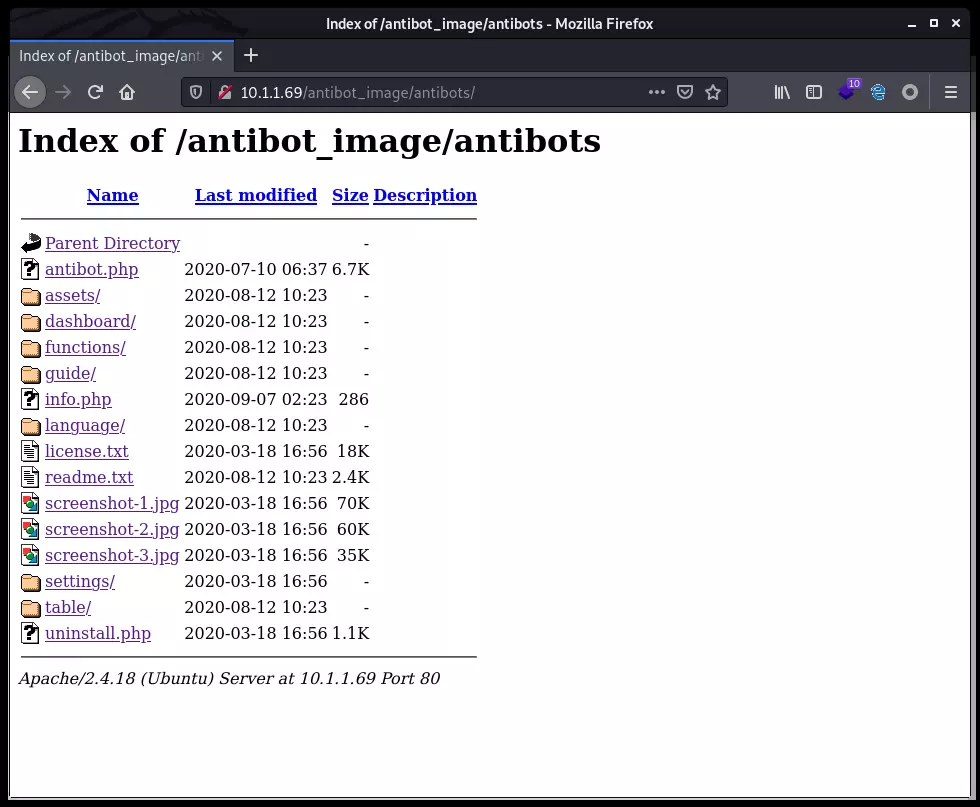 Index of /antibot_image/antibots - Mozilla Firefox
Index of /antibot_image/ant
10
10.1.1.69/antibot_image/antibots/
Index of /antibot_image/antibots
Name Last modified Size Description
Parent Directory -
antibot.php 2020-07-10 06:37 6.7K
assets/ 2020-08-12 10:23 -
dashboard/ 2020-08-12 10:23 -
functions/ 2020-08-12 10:23 -
guide/ 2020-08-12 10:23 -
info.php 2020-09-07 02:23 286
language/ 2020-08-12 10:23 -
license.txt 2020-03-18 16:56 18K
readme.txt 2020-08-12 10:23 2.4K
screenshot-1.jpg 2020-03-18 16:56 70K
screenshot-2.jpg 2020-03-18 16:56 60K
screenshot-3.jpg 2020-03-18 16:56 35K
settings/ 2020-03-18 16:56 -
table/ 2020-08-12 10:23 -
uninstall.php 2020-03-18 16:56 1.1K
Apache/2.4.18 (Ubuntu) Server at 10.1.1.69 Port 80